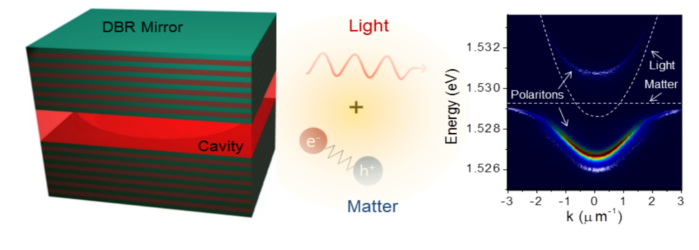 DBR Mirror
Cavity
Light
+
e-
h+
Matter
Energy (eV)
1.532
1.530
1.528
1.526
Light
Matter
Polaritons
-3 -2 -1 0 1 2 3
k (μm⁻¹)